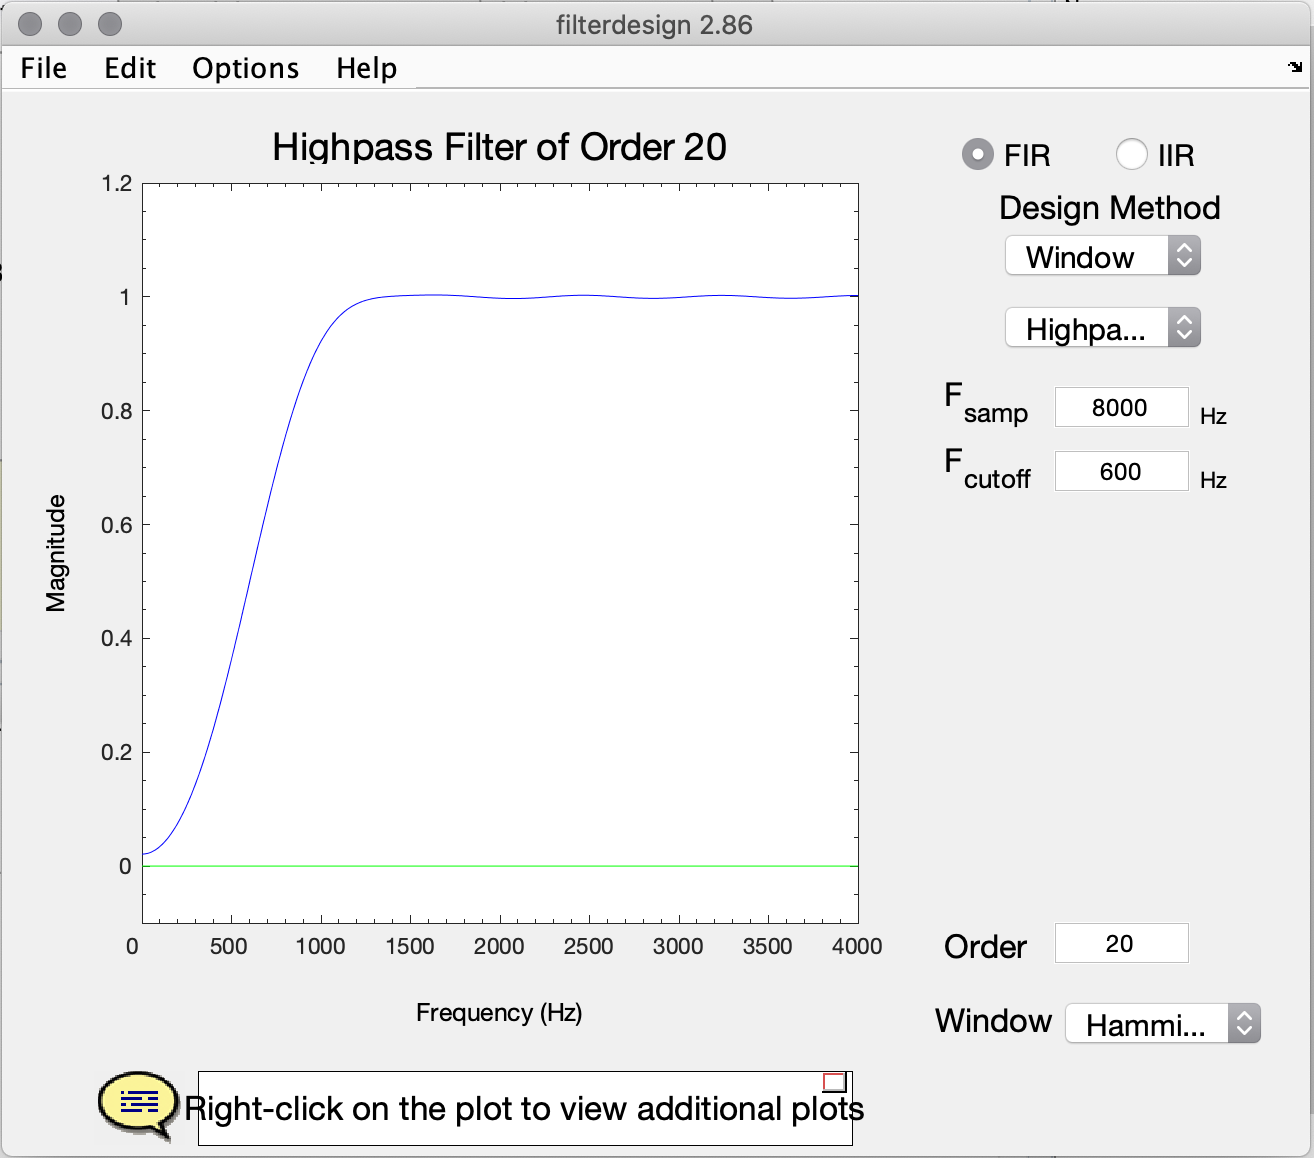 filterdesign 2.86
File Edit Options Help
Highpass Filter of Order 20
FIR IIR
Design Method
Window
Highpa...
F samp 8000 Hz
F cutoff 600 Hz
1.2
1
0.8
0.6
0.4
0.2
0
Magnitude
0 500 1000 1500 2000 2500 3000 3500 4000
Frequency (Hz)
Order 20
Window Hammi...
Right-click on the plot to view additional plots